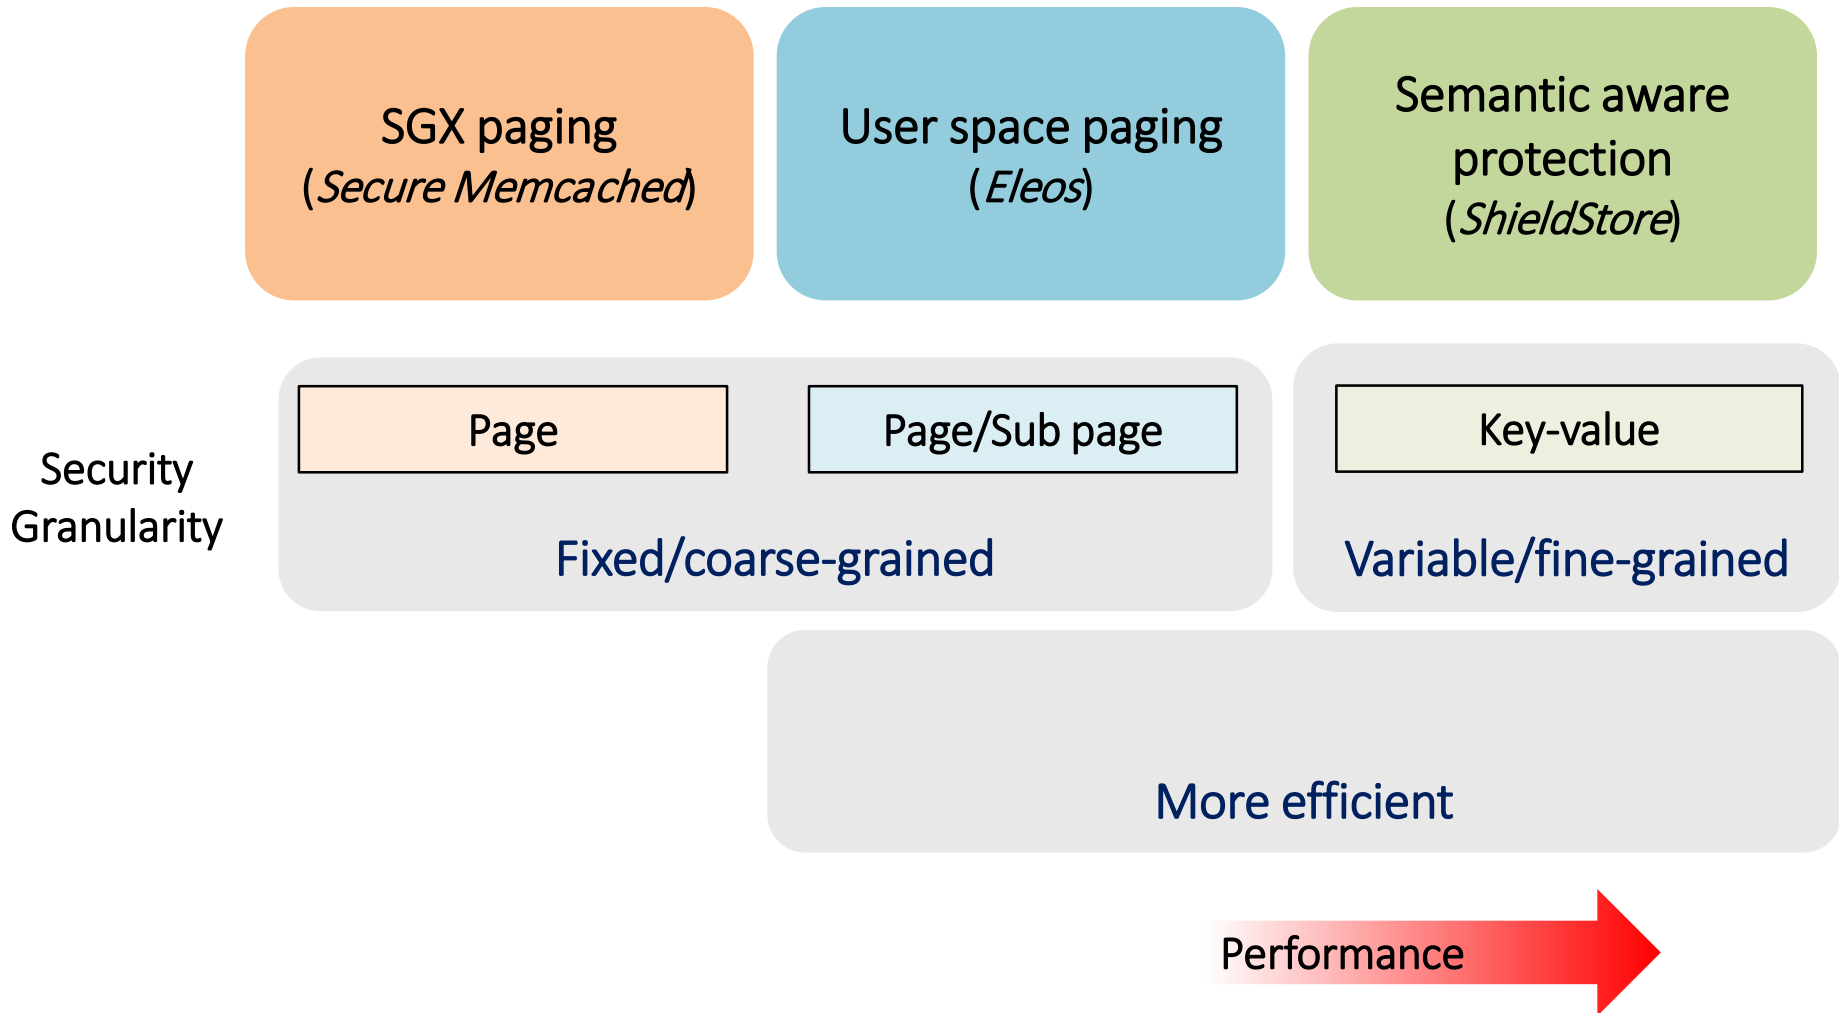 SGX paging
(Secure Memcached)
User space paging
(Eleos)
Semantic aware
protection
(ShieldStore)
Security
Granularity
Page
Page/Sub page
Key-value
Fixed/coarse-grained
Variable/fine-grained
More efficient
Performance